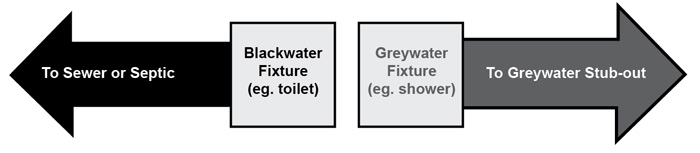 To Sewer or Septic
Blackwater
Fixture
(eg. toilet)
Greywater
Fixture
(eg. shower)
To Greywater Stub-out